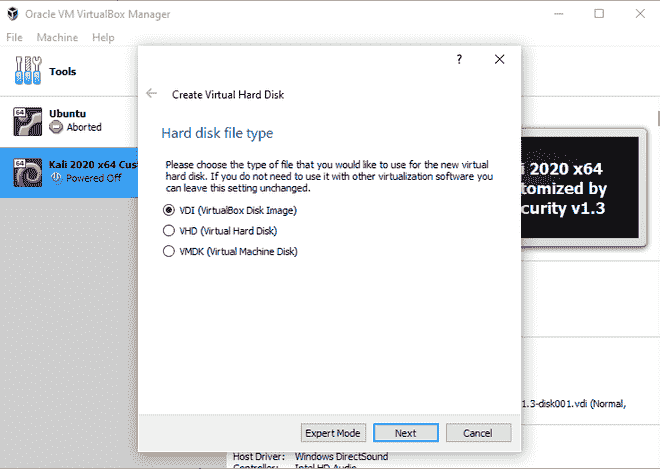 Oracle VM VirtualBox Manager
File Machine Help
Tools
Ubuntu
Aborted
Kali 2020 x64 Cust
Powered Off
?
Create Virtual Hard Disk
Hard disk file type
Please choose the type of file that you would like to use for the new virtual
hard disk. If you do not need to use it with other virtualization software you
can leave this setting unchanged.
VDI (VirtualBox Disk Image)
VHD (Virtual Hard Disk)
VMDK (Virtual Machine Disk)
Expert Mode Next Cancel
i 2020 x64
tomized by
curity v1.3
1.3-disk001.vdi (Normal,
Host Driver: Windows DirectSound
Controller: Intel HD Audio